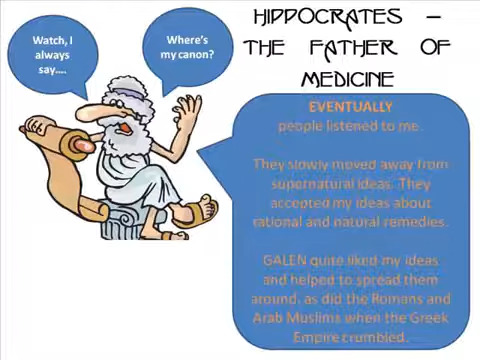 HIPPOCRATES –
THE FATHER OF
MEDICINE
Watch, I
always
say....
Where's
my canon?
EVENTUALLY
people listened to me.
They slowly moved away from
supernatural ideas. They
accepted my ideas about
rational and natural remedies.
GALEN quite liked my ideas
and helped to spread them
around, as did the Romans and
Arab Muslims when the Greek
Empire crumbled.